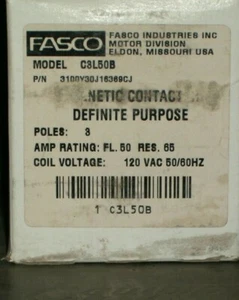 FASCO
FASCO INDUSTRIES INC
MOTOR DIVISION
ELDON, MISSOURI USA
MODEL C3L50B
P/N 3100Y30J16369CJ
NETIC CONTACT
DEFINITE PURPOSE
POLES: 3
AMP RATING: FL. 50 RES. 65
COIL VOLTAGE: 120 VAC 50/60HZ
1 C3L50B